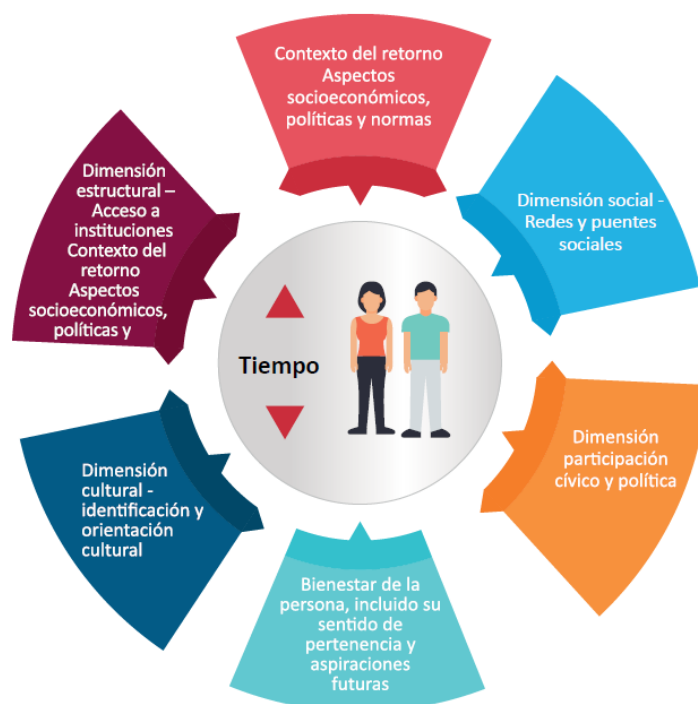 Contexto del retorno
Aspectos
socioeconómicos,
políticas y normas
Dimensión social -
Redes y puentes
sociales
Dimensión
participación
cívico y política
Bienestar de la
persona, incluido su
sentido de
pertenencia y
aspiraciones
futuras
Dimensión
cultural -
identificación y
orientación
cultural
Dimensión
estructural –
Acceso a
instituciones
Contexto del
retorno
Aspectos
socioeconómicos,
políticas y
Tiempo